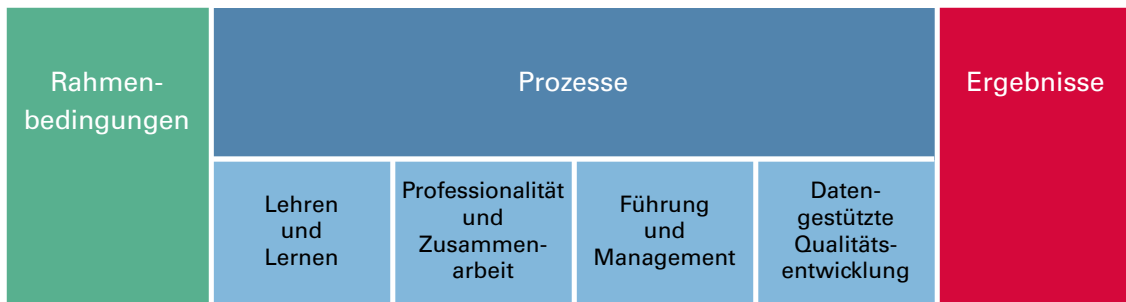 Rahmen-
bedingungen
Prozesse
Ergebnisse
Lehren
und
Lernen
Professionalität
und
Zusammen-
arbeit
Führung
und
Management
Daten-
gestützte
Qualitäts-
entwicklung